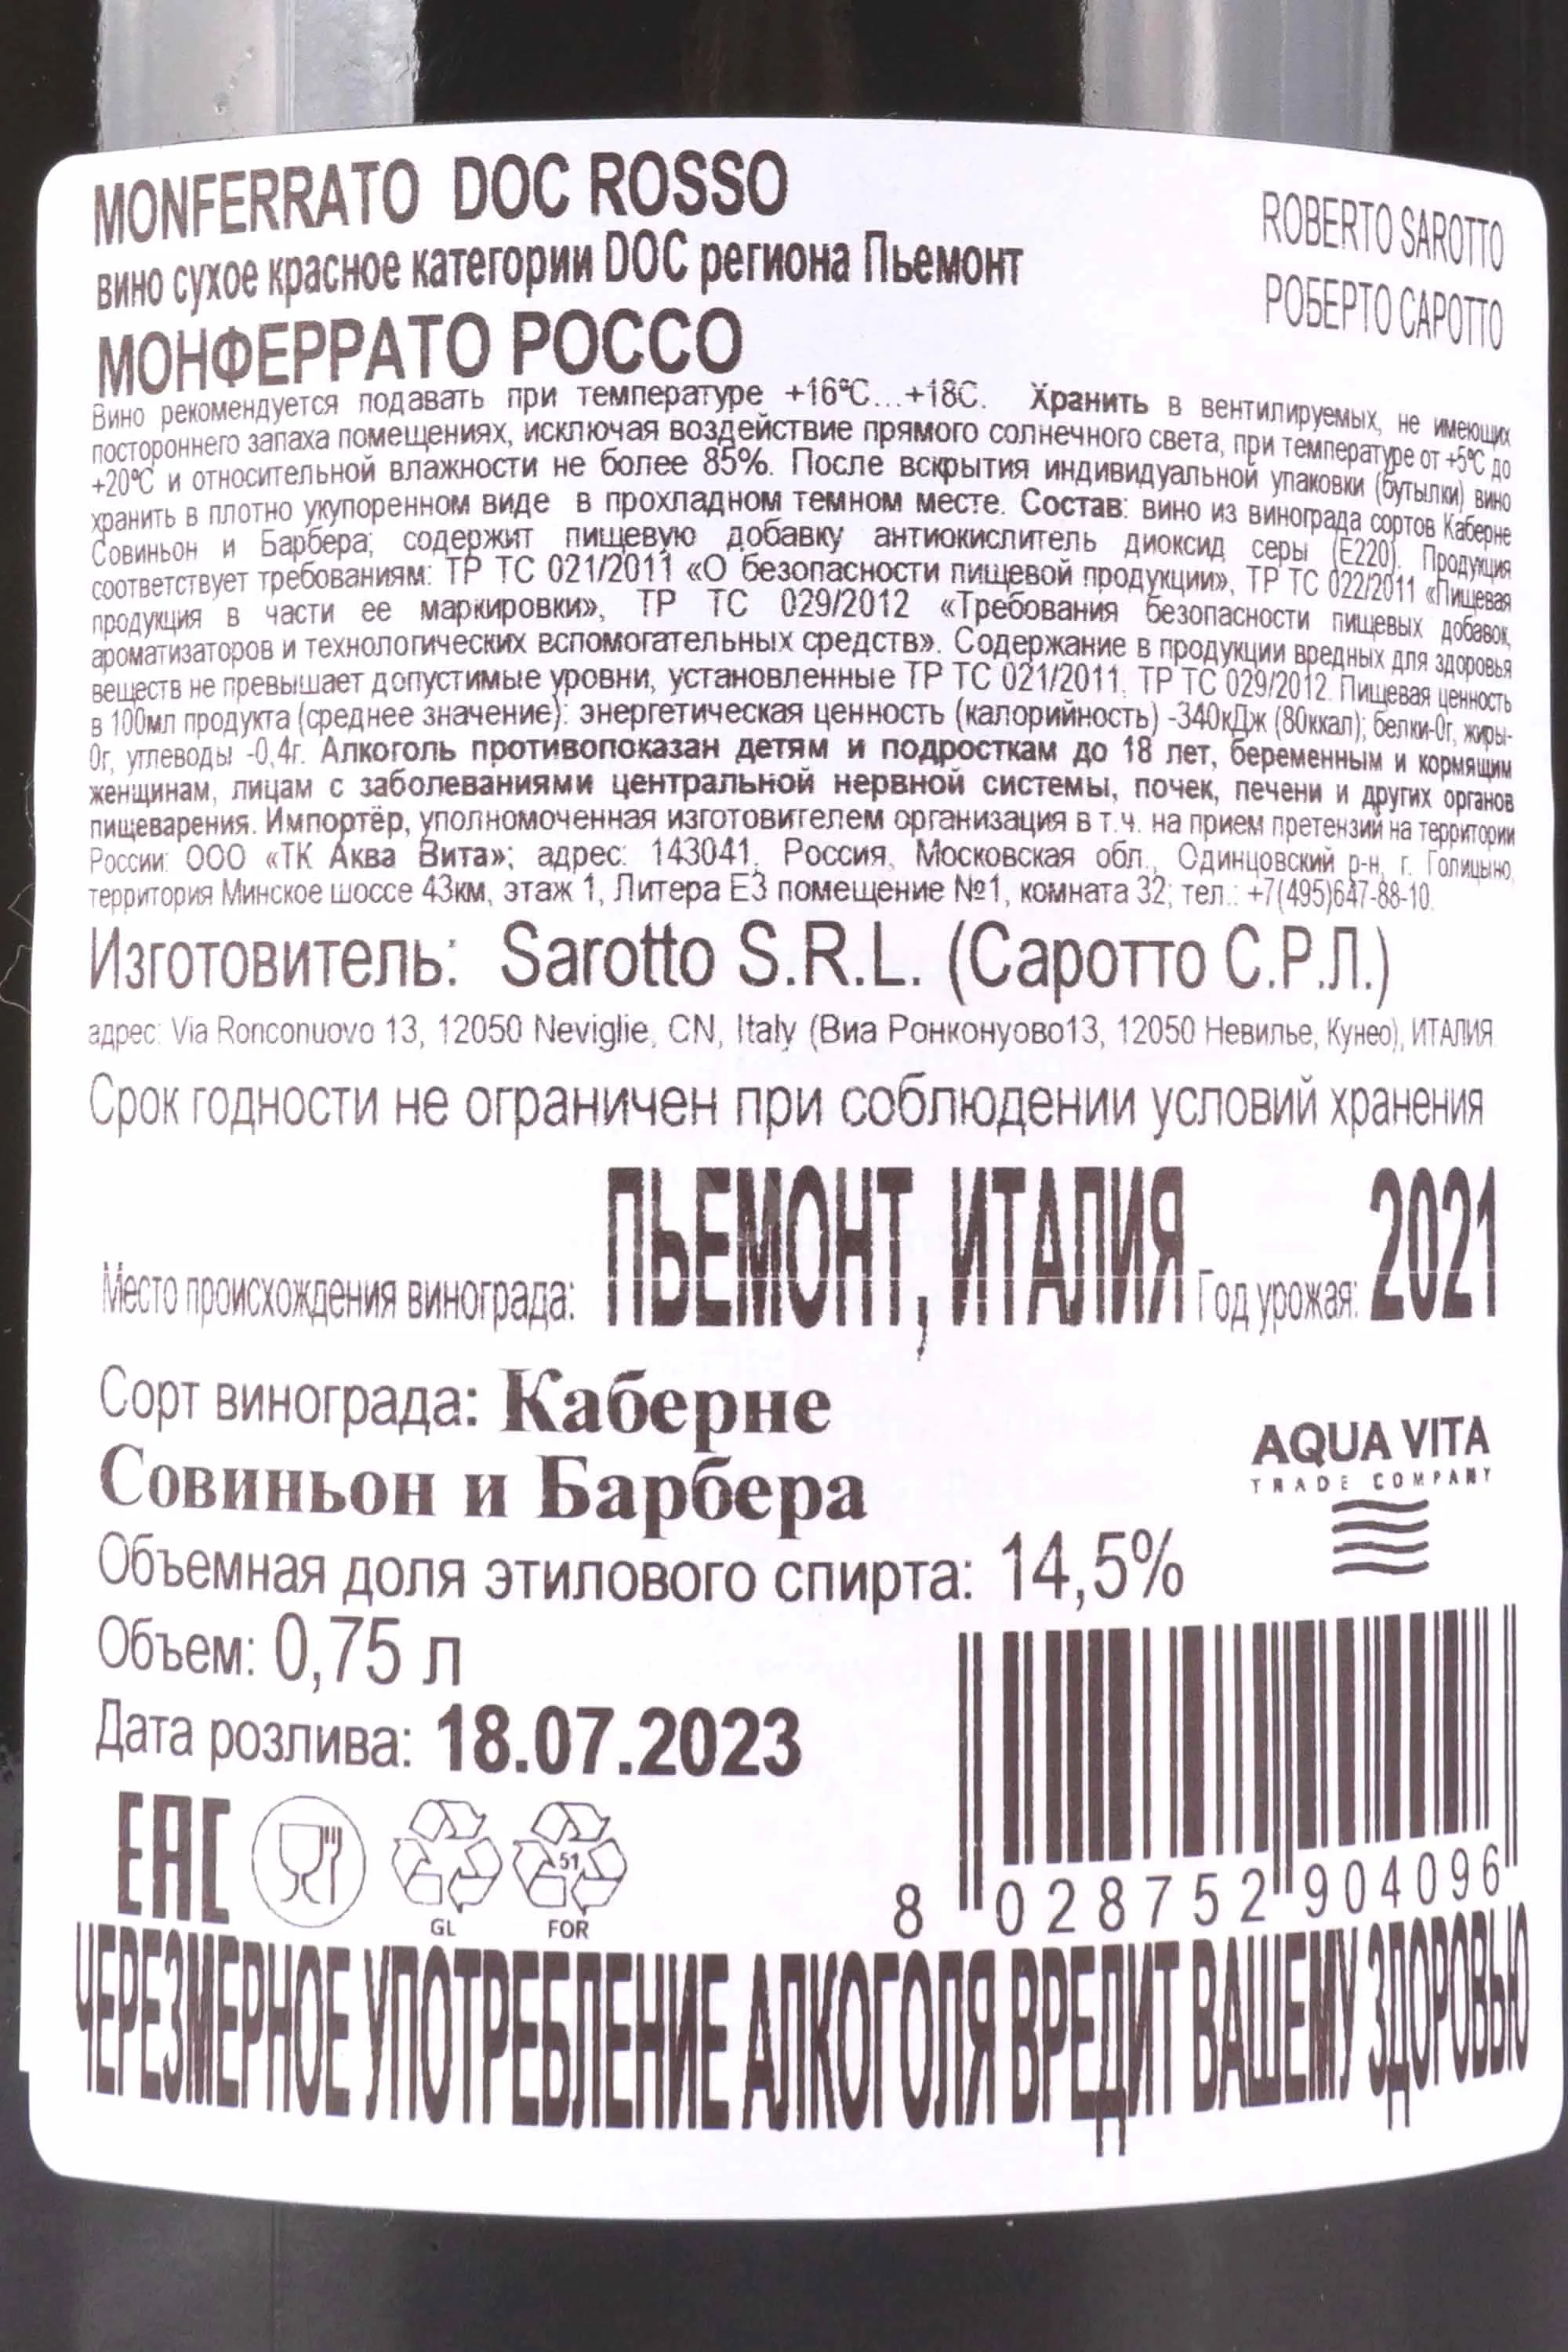 MONFERRATO DOC ROSSO
вино сухое красное категории DOC региона Пьемонт
МОНФЕРРАТО РОССО
ROBERTO SAROTTO
РОБЕРТО САРОТТО
Вино рекомендуется подавать при температуре +16°C...+18C. Хранить в вентилируемых, не имеющих
постороннего запаха помещениях, исключая воздействие прямого солнечного света, при температуре от +5°C до
+20°C и относительной влажности не более 85%. После вскрытия индивидуальной упаковки (бутылки) вино
хранить в плотно укупоренном виде в прохладном темном месте. Состав: вино из винограда сортов Каберне
Совиньон и Барбера; содержит пищевую добавку антиокислитель диоксид серы (Е220). Продукция
соответствует требованиям: ТР ТС 021/2011 «О безопасности пищевой продукции», ТР ТС 022/2011 «Пищевая
продукция в части ее маркировки», ТР ТС 029/2012 «Требования безопасности пищевых добавок,
ароматизаторов и технологических вспомогательных средств». Содержание в продукции вредных для здоровья
веществ не превышает допустимые уровни, установленные ТР ТС 021/2011, ТР ТС 029/2012. Пищевая ценность
в 100мл продукта (среднее значение): энергетическая ценность (калорийность) -340кДж (80ккал); белки-0г, жиры-
0г, углеводы -0,4г. Алкоголь противопоказан детям и подросткам до 18 лет, беременным и кормящим
женщинам, лицам с заболеваниями центральной нервной системы, почек, печени и других органов
пищеварения. Импортёр, уполномоченная изготовителем организация в т.ч. на прием претензий на территории
России: ООО «ТК Аква Вита»; адрес: 143041, Россия, Московская обл., Одинцовский р-н, г. Голицыно,
территория Минское шоссе 43км, этаж 1, Литера Е3 помещение №1, комната 32; тел.: +7(495)647-88-10.
Изготовитель: Sarotto S.R.L. (Саротто С.Р.Л.)
адрес: Via Ronconuovo 13, 12050 Neviglie, CN, Italy (Виа Ронконуово13, 12050 Невилье, Кунео), ИТАЛИЯ
Срок годности не ограничен при соблюдении условий хранения
Место происхождения винограда: ПЬЕМОНТ, ИТАЛИЯ Год урожая: 2021
Сорт винограда: Каберне
Совиньон и Барбера
AQUA VITA
TRADE COMPANY
Объемная доля этилового спирта: 14,5%
Объем: 0,75 л
Дата розлива: 18.07.2023
EAC
GL
51
FOR
8 028752 904096
ЧЕРЕЗМЕРНОЕ УПОТРЕБЛЕНИЕ АЛКОГОЛЯ ВРЕДИТ ВАШЕМУ ЗДОРОВЬЮ